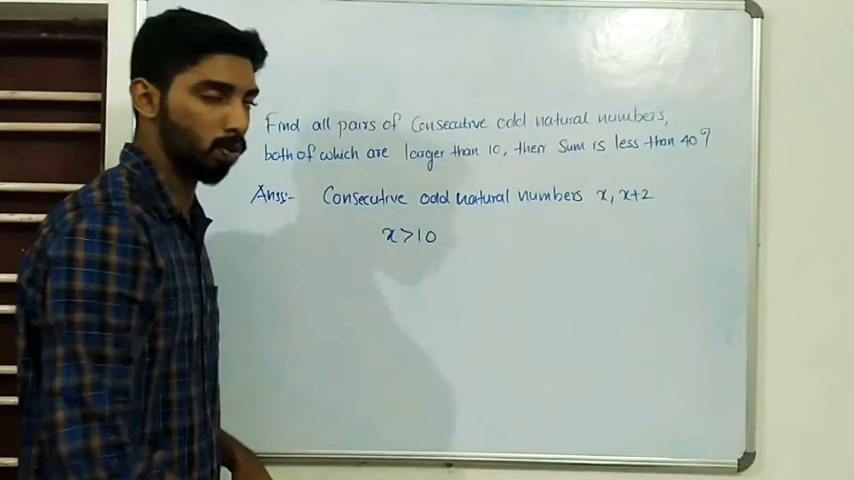 Find all pairs of Consecutive odd natural numbers,
both of which are larger than 10, their Sum is less than 40?
Ans:- Consecutive odd natural numbers x, x+2
x>10